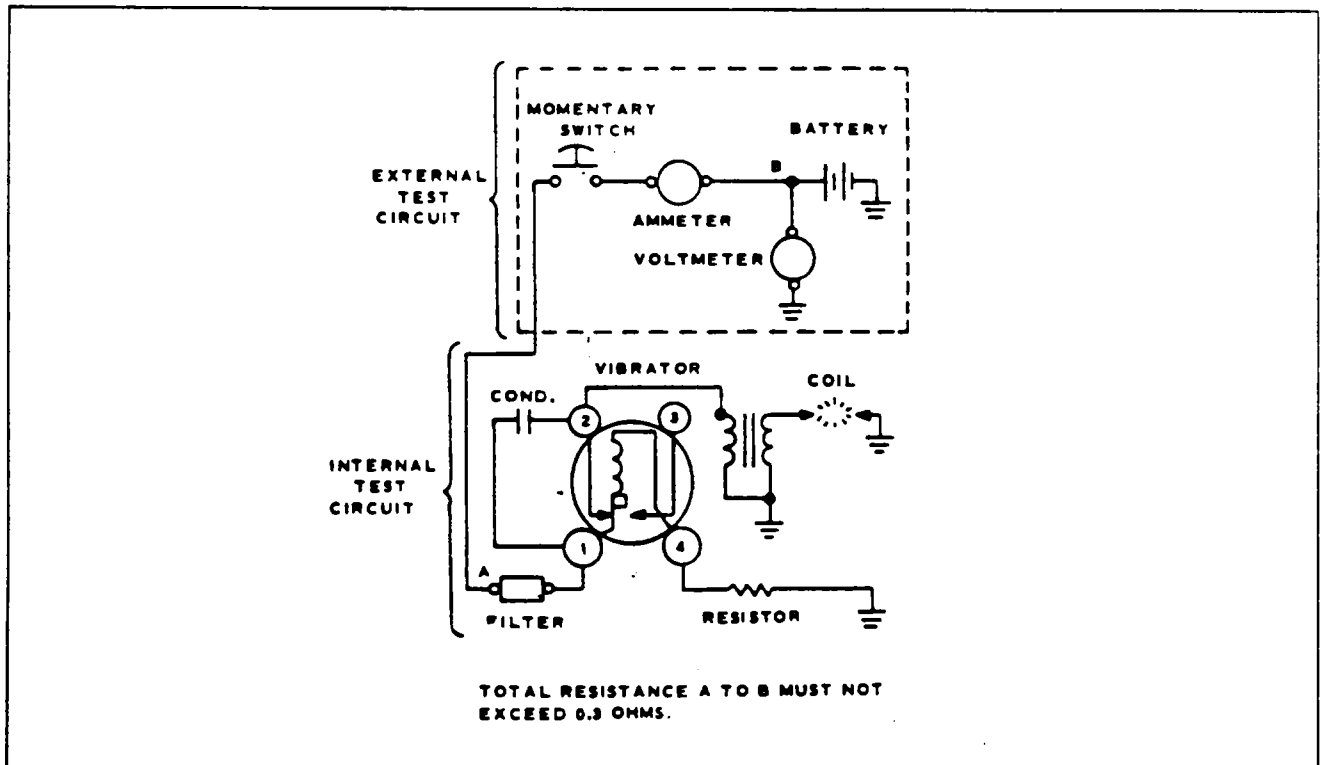 MOMENTARY
SWITCH
BATTERY
B
EXTERNAL
TEST
CIRCUIT
AMMETER
VOLTMETER
VIBRATOR
COIL
COND.
2
3
INTERNAL
TEST
CIRCUIT
1
4
A
FILTER
RESISTOR
TOTAL RESISTANCE A TO B MUST NOT
EXCEED 0.3 OHMS.